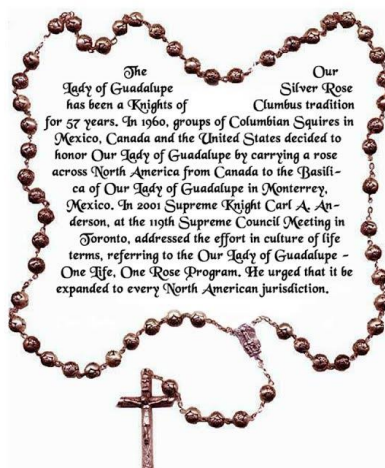 The Our
Lady of Guadalupe Silver Rose
has been a Knights of Clumbus tradition
for 57 years. In 1960, groups of Columbian Squires in
Mexico, Canada and the United States decided to
honor Our Lady of Guadalupe by carrying a rose
across North America from Canada to the Basili-
ca of Our Lady of Guadalupe in Monterrey,
Mexico. In 2001 Supreme Knight Carl A. An-
derson, at the 119th Supreme Council Meeting in
Toronto, addressed the effort in culture of life
terms, referring to the Our Lady of Guadalupe -
One Life, One Rose Program. He urged that it be
expanded to every North American jurisdiction.